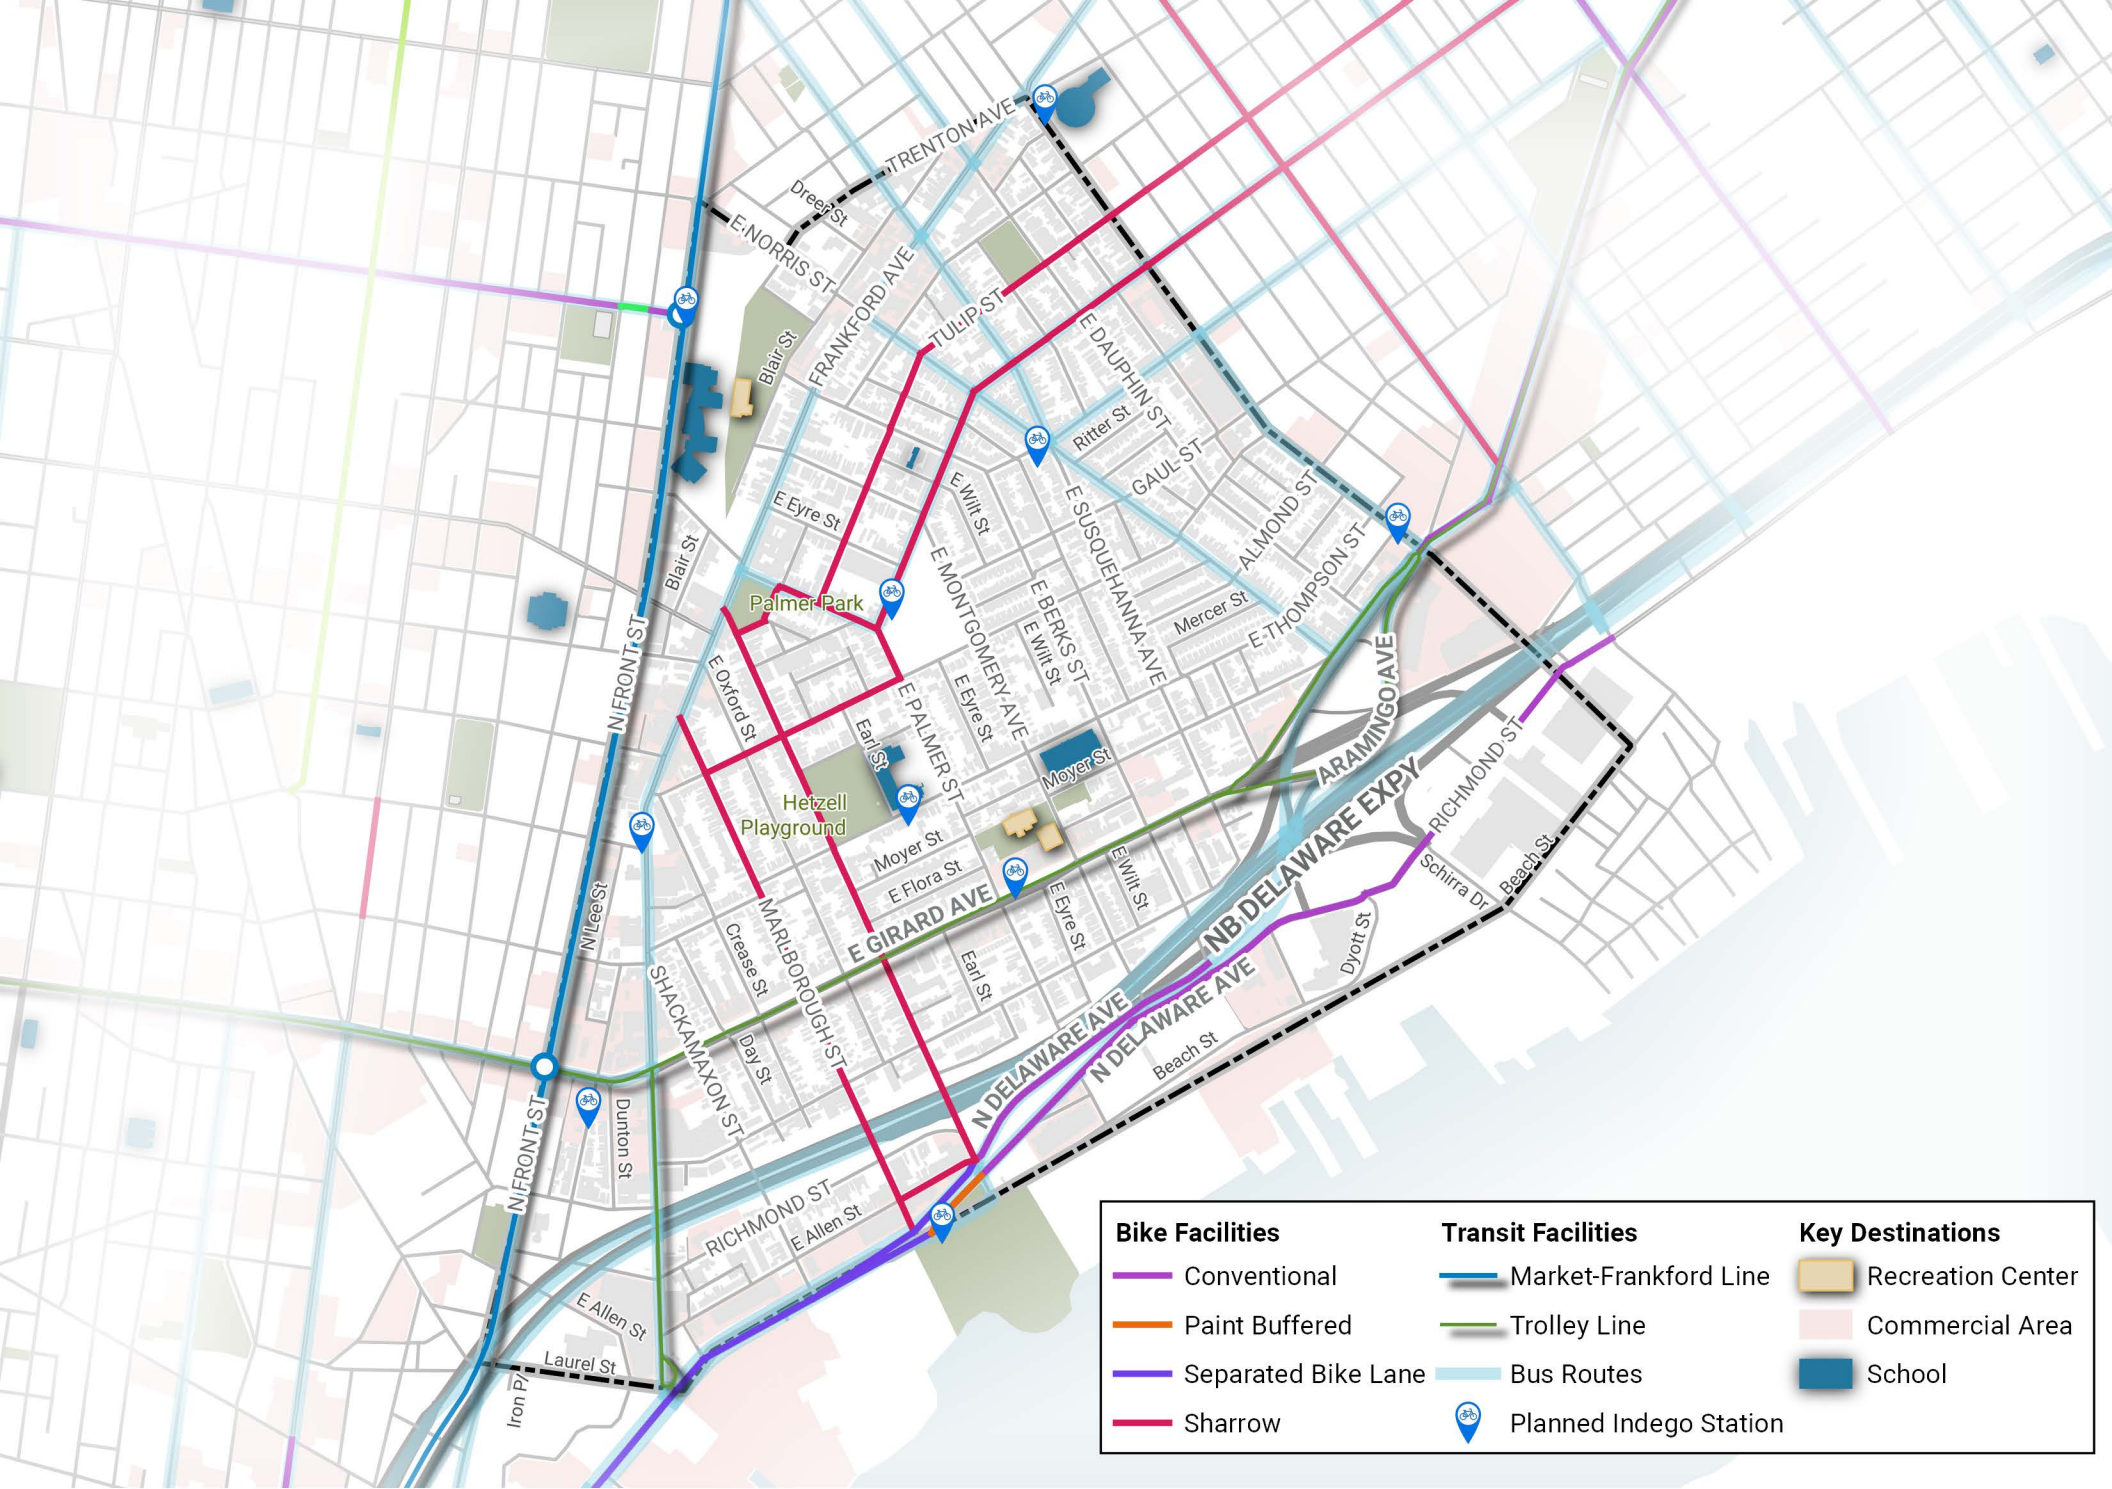 TRENTON AVE
Dreer St
E NORRIS ST
FRANKFORD AVE
TULIP ST
Blair St
E DAUPHIN ST
Ritter St
GAUL ST
E Eyre St
E Wilt St
E SUSQUEHANNA AVE
ALMOND ST
E THOMPSON ST
Blair St
Palmer Park
E MONTGOMERY AVE
E BERKS ST
E Wilt St
Mercer St
N FRONT ST
E Oxford St
E PALMER ST
E Eyre St
ARAMINGO AVE
Earl St
Moyer St
RICHMOND ST
Hetzell
Playground
Moyer St
E Flora St
E Wilt St
NB DELAWARE EXPY
Schirra Dr
Beach St
N Lee St
MARLBOROUGH ST
E GIRARD AVE
E Eyre St
Crease St
Earl St
Dyott St
SHACKAMAXON ST
Day St
N DELAWARE AVE
N DELAWARE AVE
Beach St
N FRONT ST
Dunton St
RICHMOND ST
E Allen St
E Allen St
Laurel St
Iron P
Bike Facilities
Conventional
Paint Buffered
Separated Bike Lane
Sharrow
Transit Facilities
Market-Frankford Line
Trolley Line
Bus Routes
Planned Indego Station
Key Destinations
Recreation Center
Commercial Area
School